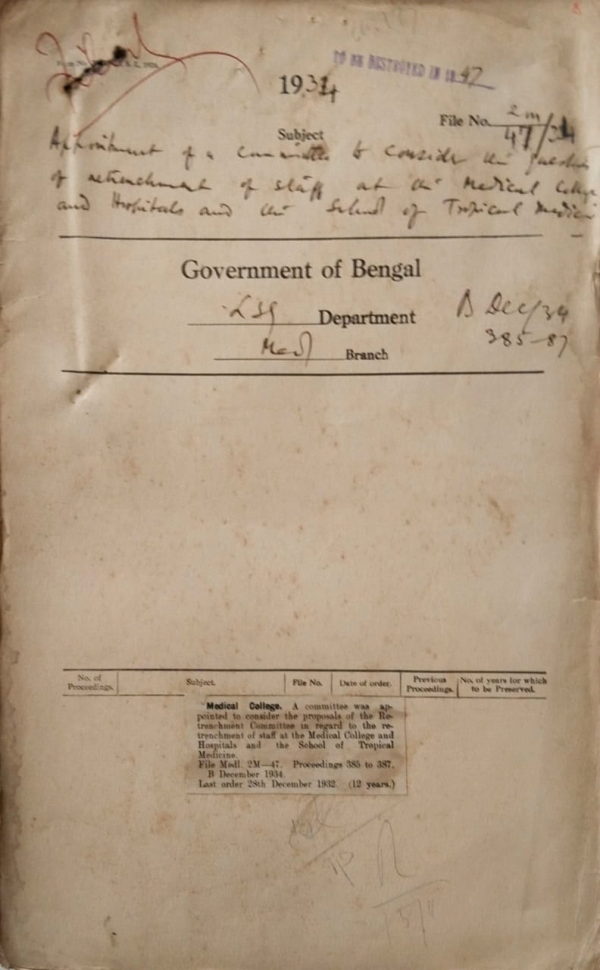 TO BE DESTROYED IN 1947
1934
File No. 2M
47/34
Subject
Appointment of a Committee to consider the question
of retrenchment of staff at the Medical College
and Hospitals and the School of Tropical Medicine
Government of Bengal
LSG Department
Medl Branch
B Dec/34
385-87
No. of Proceedings. Subject. File No. Date of order. Previous Proceedings. No. of years for which to be Preserved.
Medical College. A committee was ap-
pointed to consider the proposals of the Re-
trenchment Committee in regard to the re-
trenchment of staff at the Medical College and
Hospitals and the School of Tropical
Medicine.
File Medl. 2M—47. Proceedings 385 to 387.
B December 1934.
Last order 28th December 1932. (12 years.)